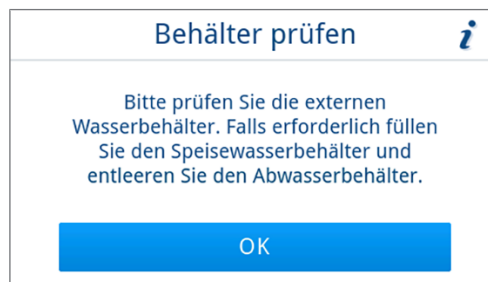 Behälter prüfen i
Bitte prüfen Sie die externen
Wasserbehälter. Falls erforderlich füllen
Sie den Speisewasserbehälter und
entleeren Sie den Abwasserbehälter.
OK